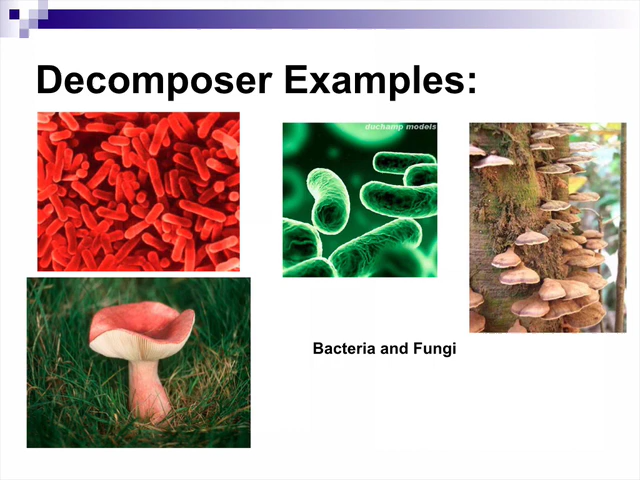 Decomposer Examples:
duchamp models
Bacteria and Fungi